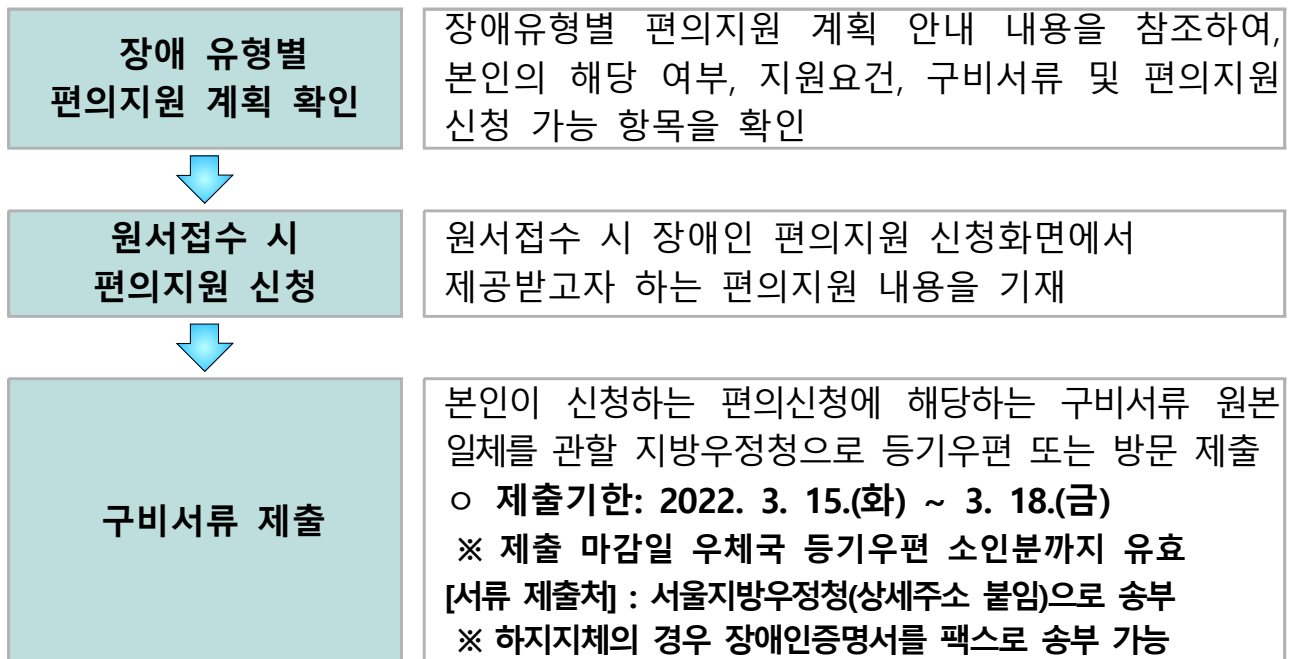 장애 유형별
편의지원 계획 확인
장애유형별 편의지원 계획 안내 내용을 참조하여,
본인의 해당 여부, 지원요건, 구비서류 및 편의지원
신청 가능 항목을 확인
원서접수 시
편의지원 신청
원서접수 시 장애인 편의지원 신청화면에서
제공받고자 하는 편의지원 내용을 기재
구비서류 제출
본인이 신청하는 편의신청에 해당하는 구비서류 원본
일체를 관할 지방우정청으로 등기우편 또는 방문 제출
ㅇ 제출기한: 2022. 3. 15.(화) ~ 3. 18.(금)
※ 제출 마감일 우체국 등기우편 소인분까지 유효
[서류 제출처] : 서울지방우정청(상세주소 붙임)으로 송부
※ 하지지체의 경우 장애인증명서를 팩스로 송부 가능